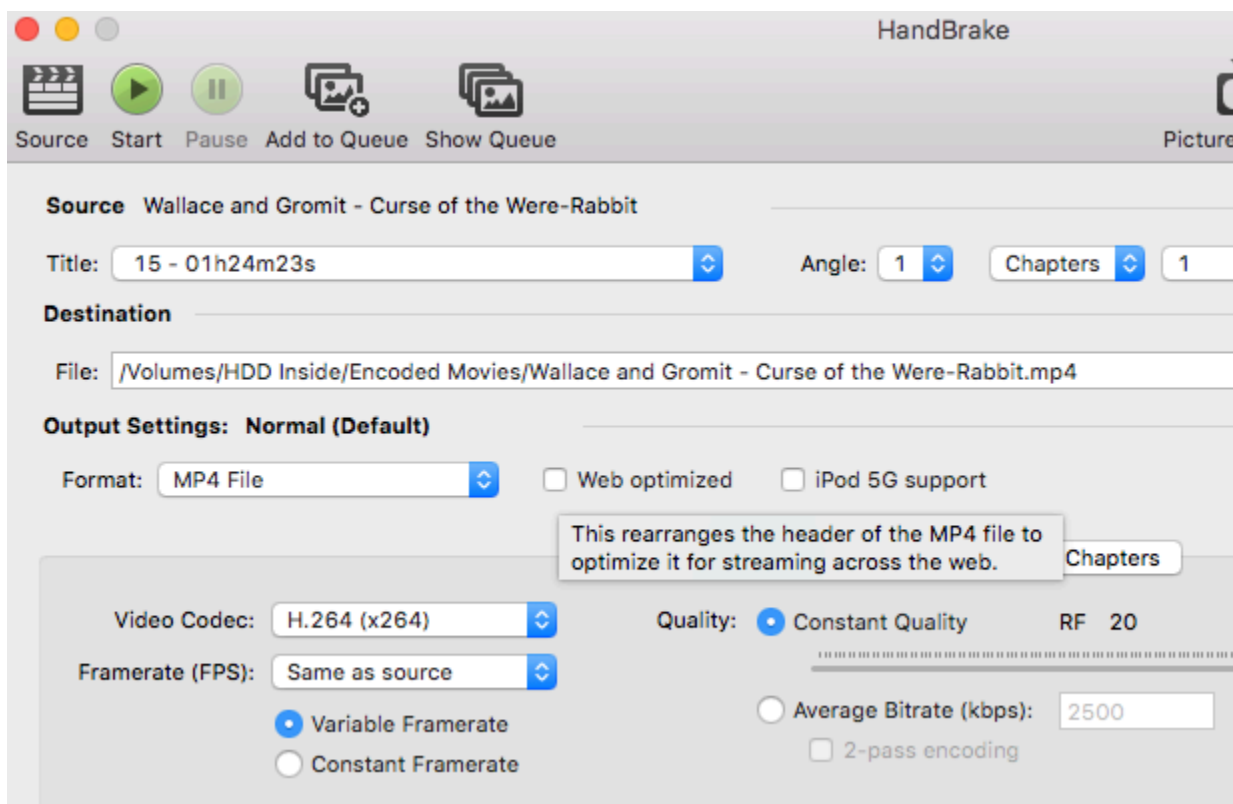 HandBrake
Source Start Pause Add to Queue Show Queue
Source Wallace and Gromit - Curse of the Were-Rabbit
Title: 15 - 01h24m23s Angle: 1 Chapters 1
Destination
File: /Volumes/HDD Inside/Encoded Movies/Wallace and Gromit - Curse of the Were-Rabbit.mp4
Output Settings: Normal (Default)
Format: MP4 File Web optimized iPod 5G support
This rearranges the header of the MP4 file to
optimize it for streaming across the web.
Chapters
Video Codec: H.264 (x264) Quality: Constant Quality RF 20
Framerate (FPS): Same as source
Variable Framerate Average Bitrate (kbps): 2500
Constant Framerate 2-pass encoding